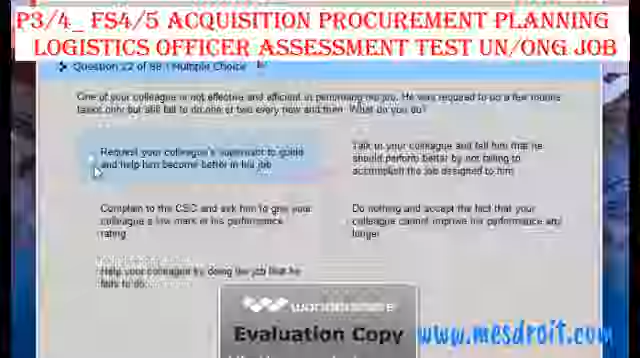 P3/4_ FS4/5 ACQUISITION PROCUREMENT PLANNING
LOGISTICS OFFICER ASSESSMENT TEST UN/ONG JOB
Question 22 of 88 / Multiple Choice
One of your colleague is not effective and efficient in performing his job. He was required to do a few routine
tasks only but still fail to do one or two every now and then. What do you do?
Request your colleague's supervisor to guide
and help him become better in his job
Talk to your colleague and tell him that he
should perform better by not failing to
accomplish the job designed to him
Complain to the CSC and ask him to give your
colleague a low mark in his performance
rating
Do nothing and accept the fact that your
colleague cannot improve his performance any
longer
Help your colleague by doing the job that he
fails to do.
wondershare
Evaluation Copy
www.mesdroit.com